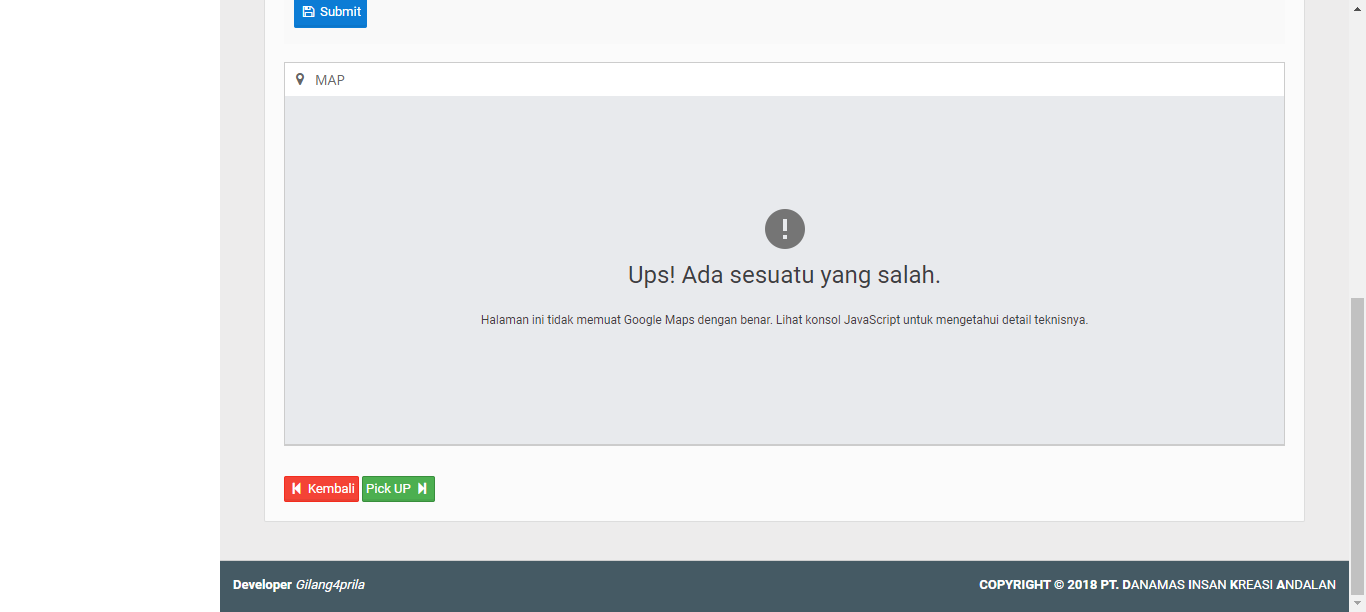 Submit
MAP
Ups! Ada sesuatu yang salah.
Halaman ini tidak memuat Google Maps dengan benar. Lihat konsol JavaScript untuk mengetahui detail teknisnya.
Kembali Pick UP
Developer Gilang4prila COPYRIGHT © 2018 PT. DANAMAS INSAN KREASI ANDALAN